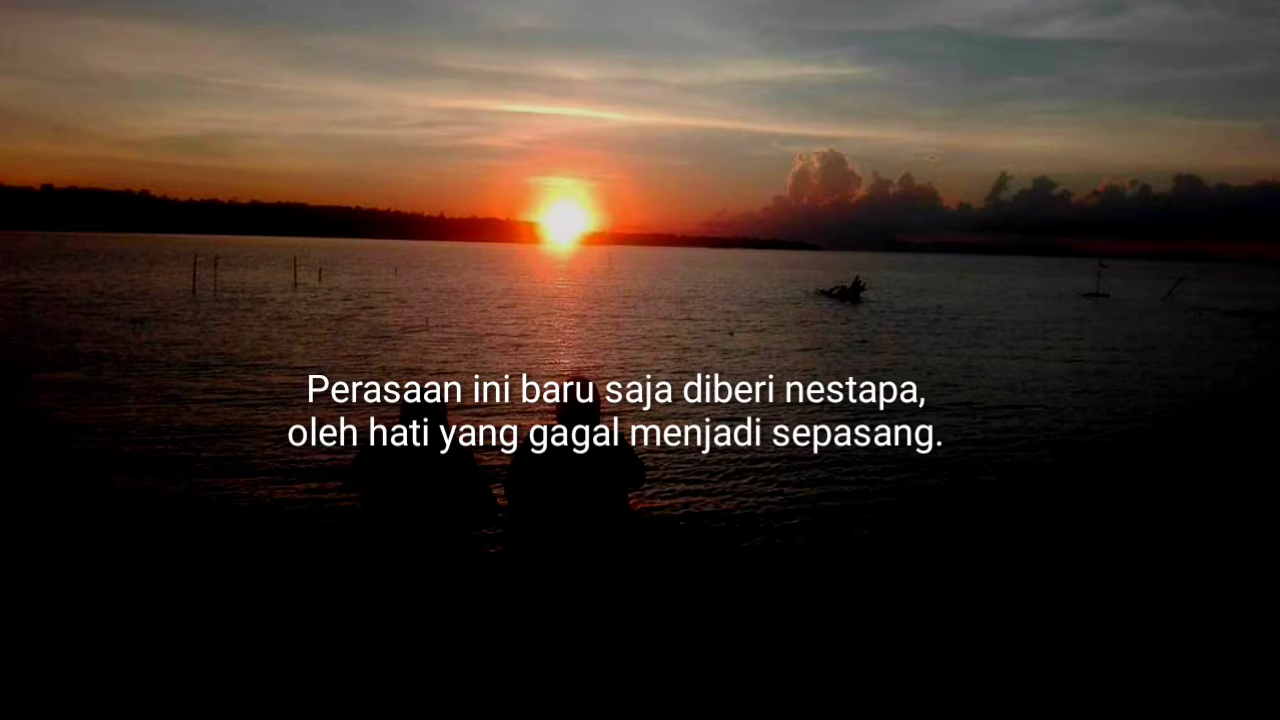 Perasaan ini baru saja diberi nestapa,
oleh hati yang gagal menjadi sepasang.